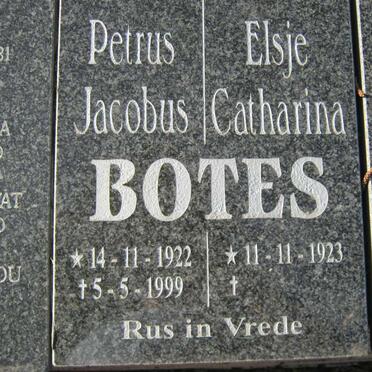 Petrus Elsje
Jacobus Catharina
BOTES
★ 14 - 11 - 1922 ★ 11 - 11 - 1923
† 5 - 5 - 1999 †
Rus in Vrede